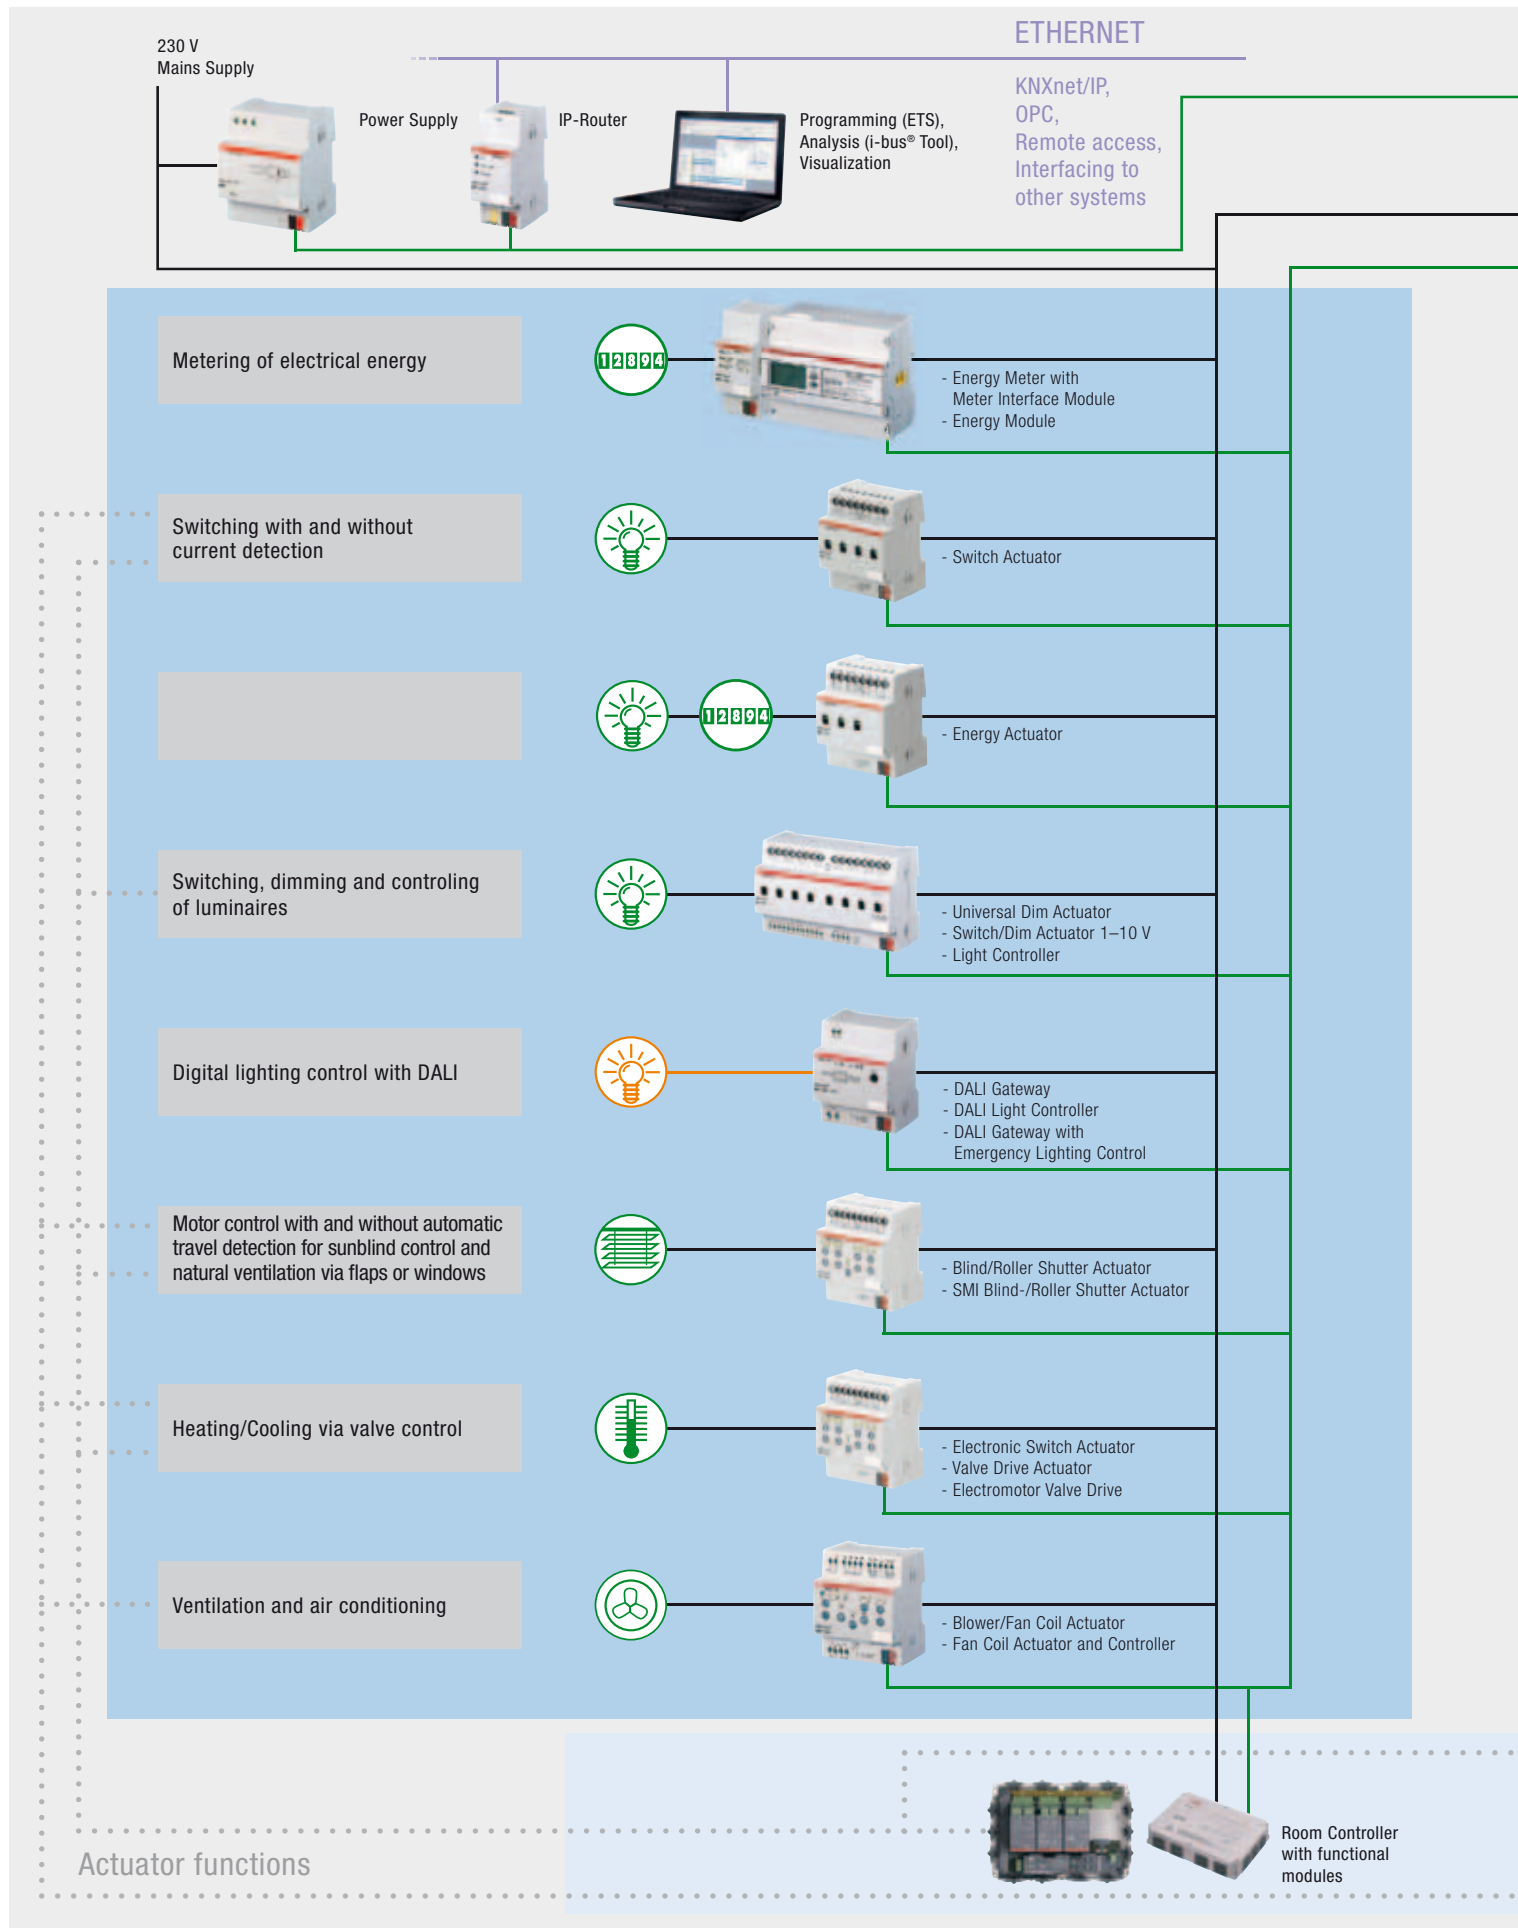 ETHERNET
230 V
Mains Supply
Power Supply
IP-Router
Programming (ETS),
Analysis (i-bus® Tool),
Visualization
KNXnet/IP,
OPC,
Remote access,
Interfacing to
other systems
Metering of electrical energy
12894
- Energy Meter with
Meter Interface Module
- Energy Module
Switching with and without
current detection
- Switch Actuator
12894
- Energy Actuator
Switching, dimming and controling
of luminaires
- Universal Dim Actuator
- Switch/Dim Actuator 1–10 V
- Light Controller
Digital lighting control with DALI
- DALI Gateway
- DALI Light Controller
- DALI Gateway with
Emergency Lighting Control
Motor control with and without automatic
travel detection for sunblind control and
natural ventilation via flaps or windows
- Blind/Roller Shutter Actuator
- SMI Blind-/Roller Shutter Actuator
Heating/Cooling via valve control
- Electronic Switch Actuator
- Valve Drive Actuator
- Electromotor Valve Drive
Ventilation and air conditioning
- Blower/Fan Coil Actuator
- Fan Coil Actuator and Controller
Room Controller
with functional
modules
Actuator functions